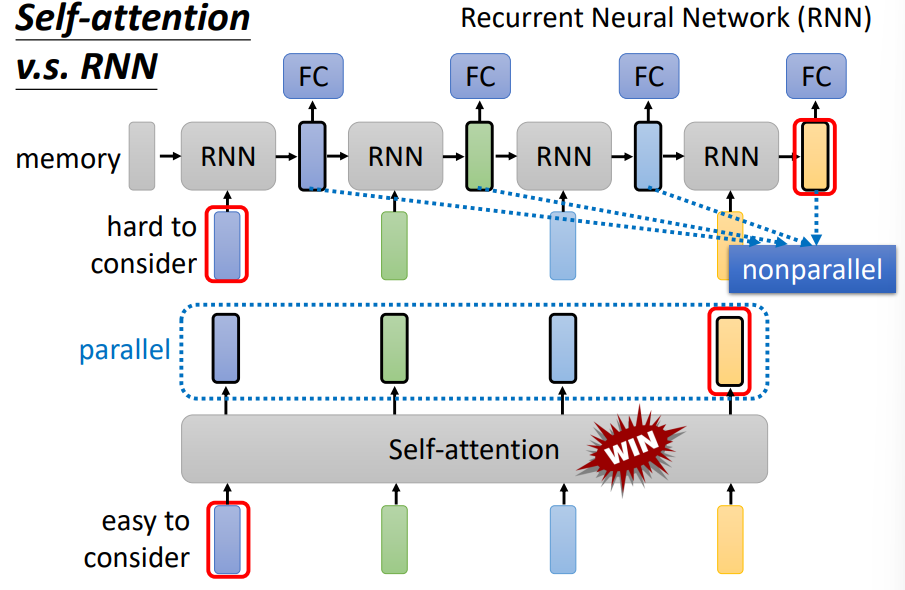 Self-attention
v.s. RNN
Recurrent Neural Network (RNN)
FC
FC
FC
FC
memory
RNN
RNN
RNN
RNN
hard to
consider
nonparallel
parallel
Self-attention
WIN
easy to
consider